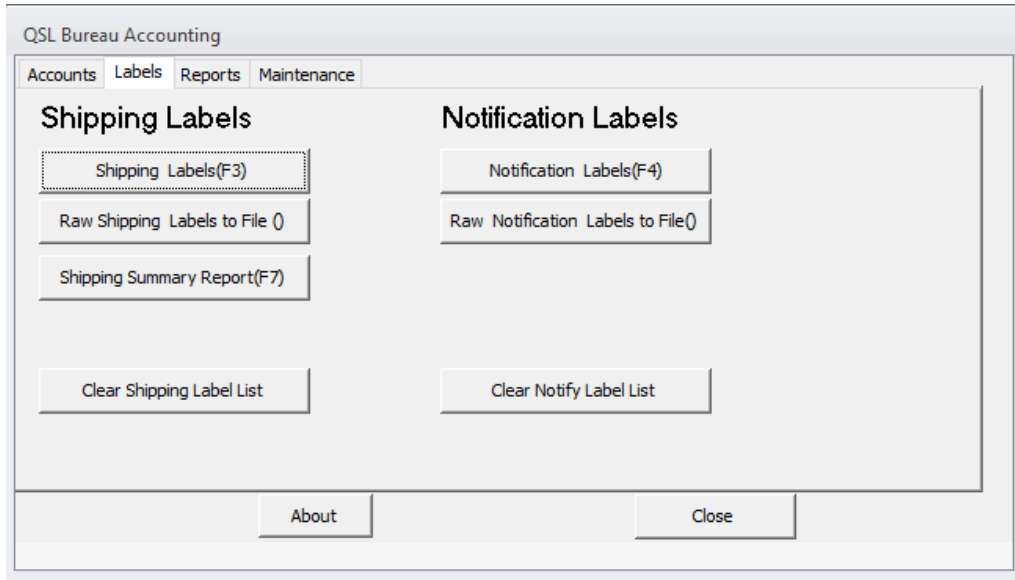 QSL Bureau Accounting
Accounts Labels Reports Maintenance
Shipping Labels Notification Labels
Shipping Labels(F3) Notification Labels(F4)
Raw Shipping Labels to File () Raw Notification Labels to File()
Shipping Summary Report(F7)
Clear Shipping Label List Clear Notify Label List
About Close